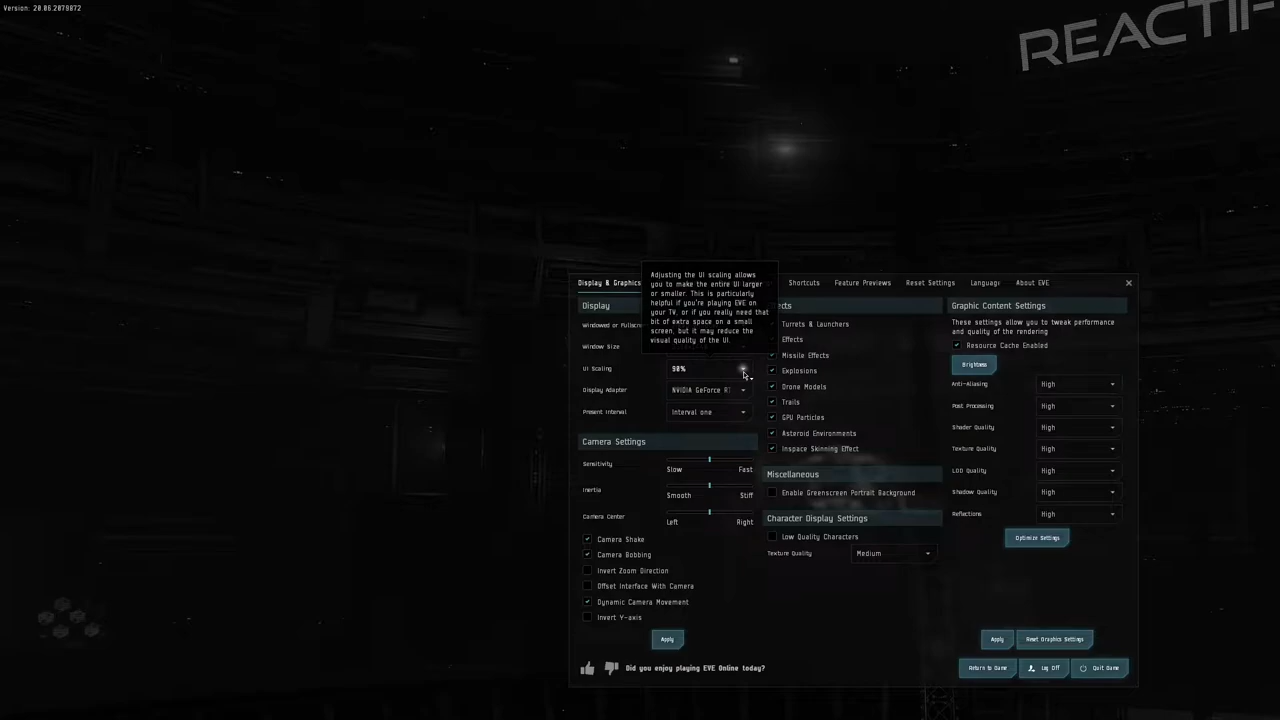 Version: 20.06.2079872
REACTIF
Display & Graphics
Shortcuts
Feature Previews
Reset Settings
Language
About EVE
Adjusting the UI scaling allows
you to make the entire UI larger
or smaller. This is particularly
helpful if you're playing EVE on
your TV, or if you really need that
bit of extra space on a small
screen, but it may reduce the
visual quality of the UI.
Display
Windowed or Fullscre
Window Size
UI Scaling
90%
Display Adapter
NVIDIA GeForce RT
Present Interval
Interval one
Camera Settings
Sensitivity
Slow
Fast
Inertia
Smooth
Stiff
Camera Center
Left
Right
Camera Shake
Camera Bobbing
Invert Zoom Direction
Offset Interface With Camera
Dynamic Camera Movement
Invert Y-axis
Apply
ects
Turrets & Launchers
Effects
Missile Effects
Explosions
Drone Models
Trails
GPU Particles
Asteroid Environments
Inspace Skinning Effect
Miscellaneous
Enable Greenscreen Portrait Background
Character Display Settings
Low Quality Characters
Texture Quality
Medium
Graphic Content Settings
These settings allow you to tweak performance
and quality of the rendering
Resource Cache Enabled
Brightness
Anti-Aliasing
High
Post Processing
High
Shader Quality
High
Texture Quality
High
LOD Quality
High
Shadow Quality
High
Reflections
High
Optimize Settings
Apply
Reset Graphics Settings
Did you enjoy playing EVE Online today?
Return to Game
Log Off
Quit Game